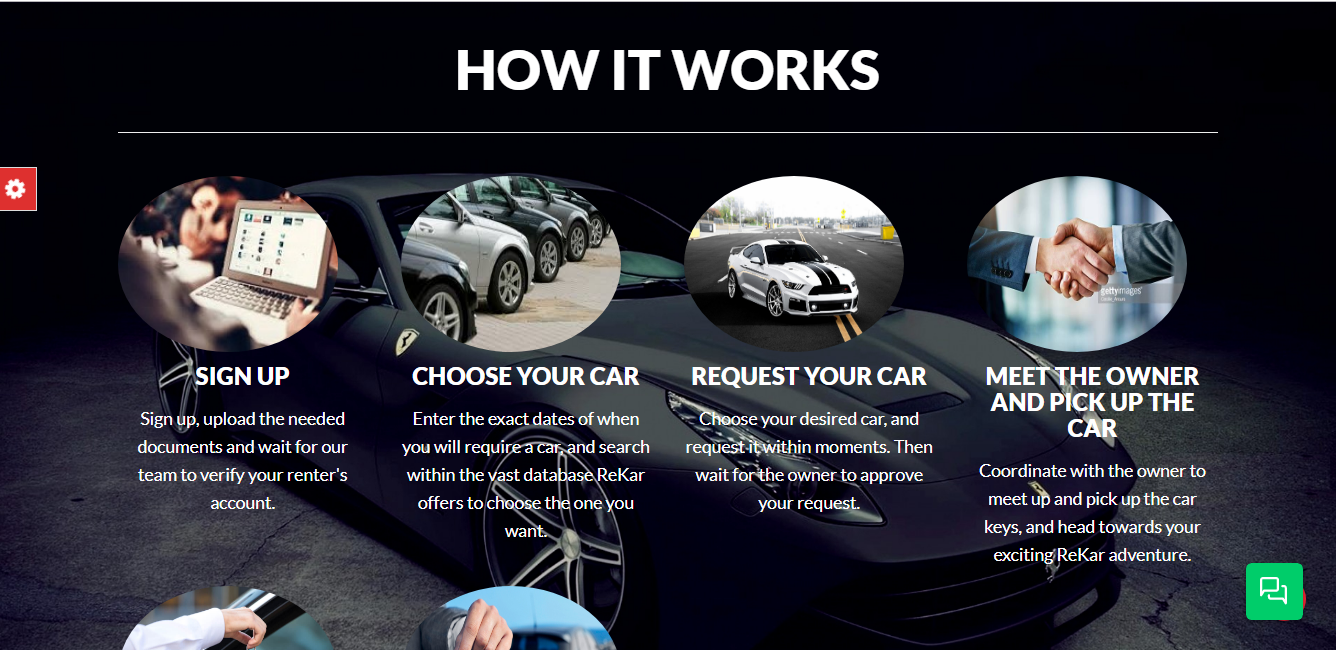 HOW IT WORKS
SIGN UP
Sign up, upload the needed
documents and wait for our
team to verify your renter's
account.
CHOOSE YOUR CAR
Enter the exact dates of when
you will require a car, and search
within the vast database ReKar
offers to choose the one you
want.
REQUEST YOUR CAR
Choose your desired car, and
request it within moments. Then
wait for the owner to approve
your request.
gettyimages
MEET THE OWNER
AND PICK UP THE
CAR
Coordinate with the owner to
meet up and pick up the car
keys, and head towards your
exciting ReKar adventure.